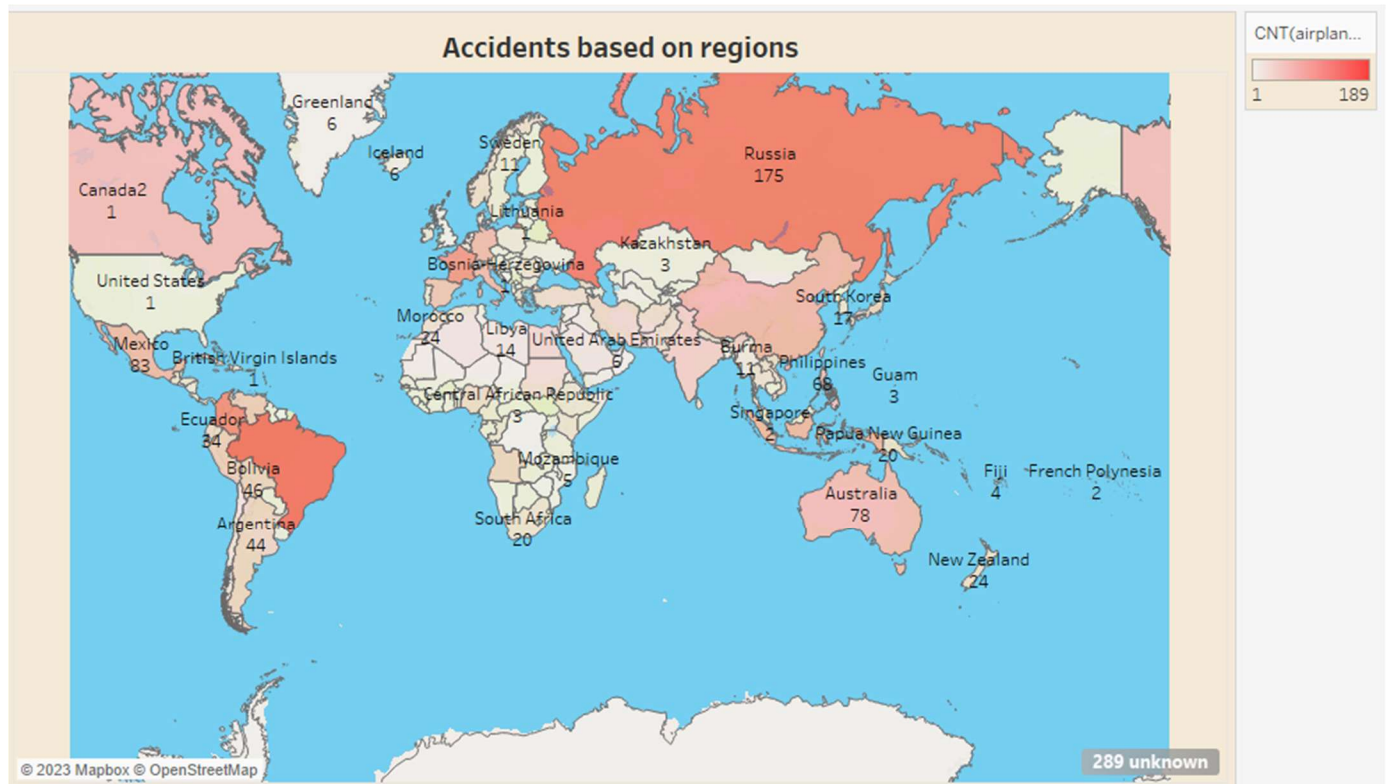 Accidents based on regions
CNT(airplan...
1 189
Greenland
6
Iceland
6
Sweden
11
Russia
175
Canada2
1
Lithuania
1
Kazakhstan
3
Bosnia-Herzegovina
1
United States
1
South Korea
17
Morocco
24
Libya
14
United Arab Emirates
6
Mexico
83
British Virgin Islands
1
Burma
11
Philippines
68
Guam
3
Central African Republic
3
Ecuador
34
Singapore
2
Papua New Guinea
20
Bolivia
46
Mozambique
5
Fiji
4
French Polynesia
2
Australia
78
Argentina
44
South Africa
20
New Zealand
24
© 2023 Mapbox © OpenStreetMap
289 unknown